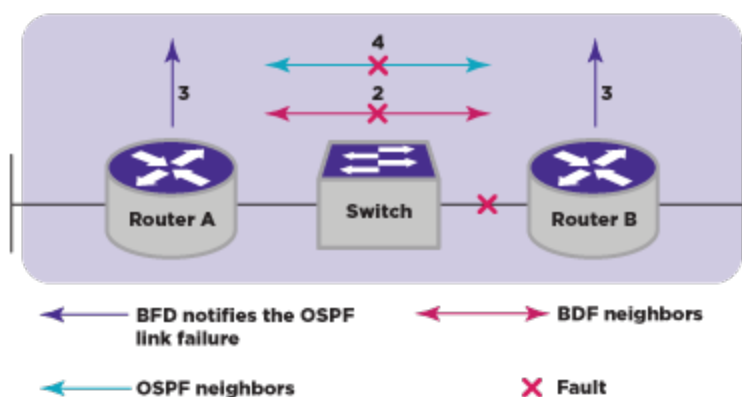 4
3
2
3
Router A
Switch
Router B
BFD notifies the OSPF
link failure
BDF neighbors
OSPF neighbors
Fault